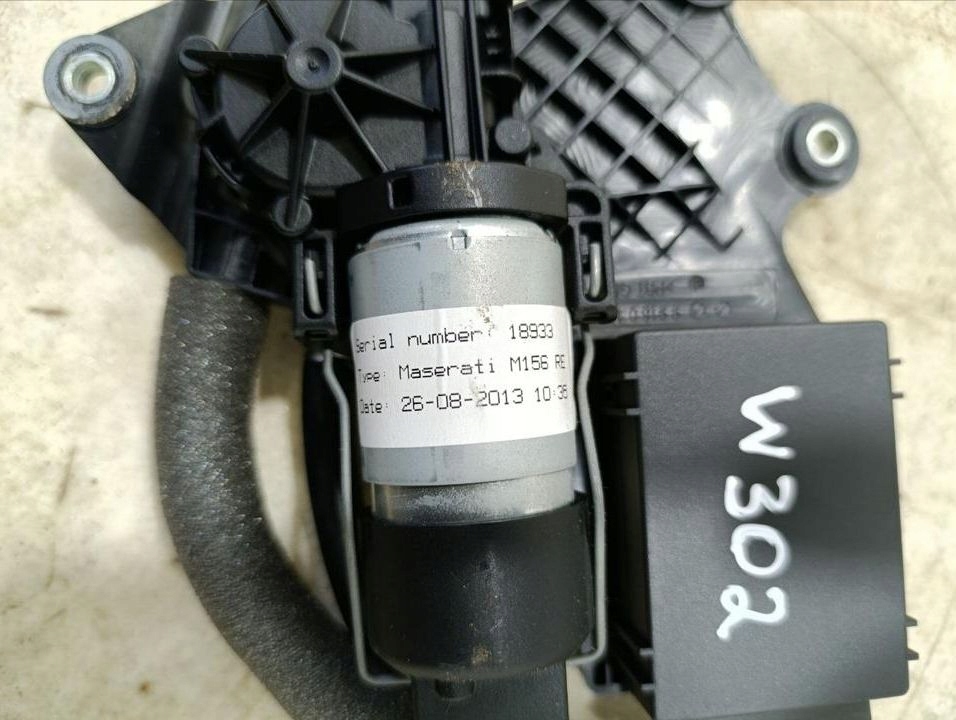 Serial number: 18933
Type: Maserati M156 RE
Date: 26-08-2013 10:36
W302